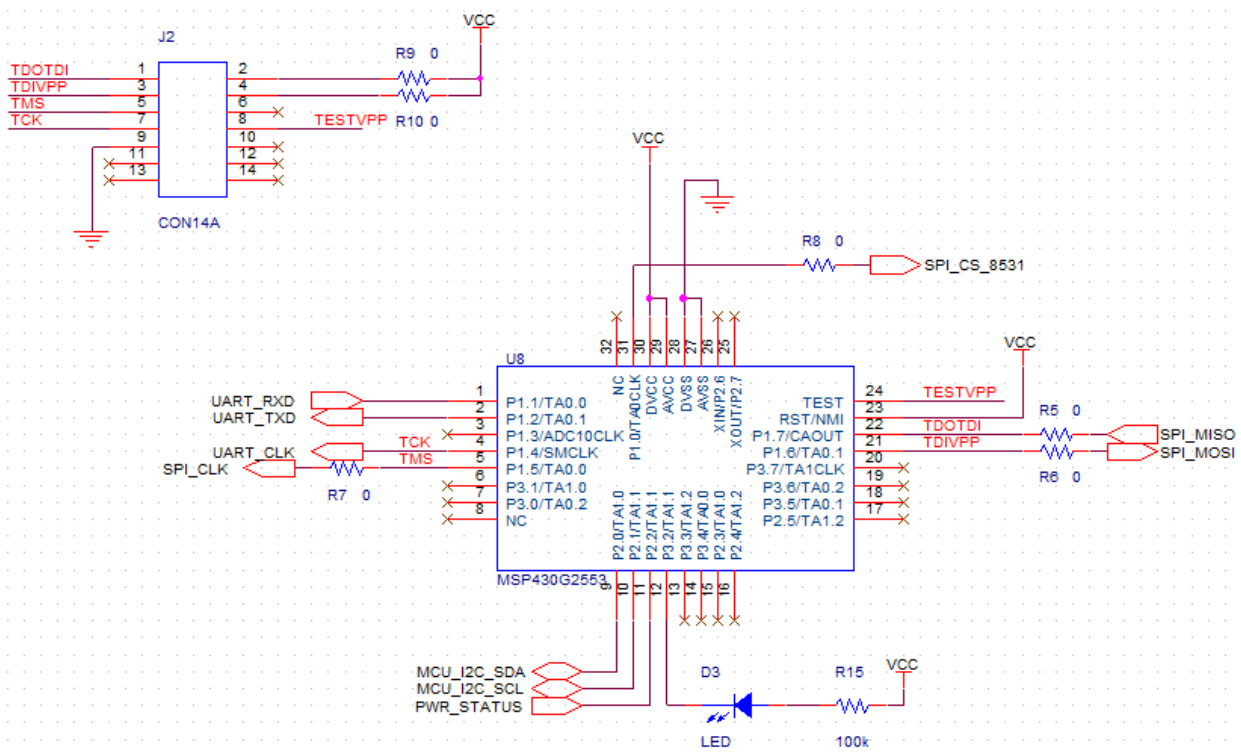 VCC
J2
R9 0
TDOTDI 1 2
TDIVPP 3 4
TMS 5 6
TCK 7 8 TESTVPP
R10 0
9 10
11 12
13 14
CON14A
VCC
R8 0
SPI_CS_8531
32 31 30 29 28 27 26 25
U8
NC
P1.0/TA0CLK
DVCC
AVCC
DVSS
AVSS
XIN/P2.6
XOUT/P2.7
VCC
UART_RXD 1 P1.1/TA0.0
UART_TXD 2 P1.2/TA0.1
3 P1.3/ADC10CLK
UART_CLK TCK 4 P1.4/SMCLK
SPI_CLK TMS 5 P1.5/TA0.0
R7 0
6 P3.1/TA1.0
7 P3.0/TA0.2
8 NC
TEST 24 TESTVPP
RST/NMI 23
P1.7/CAOUT 22 TDOTDI R5 0 SPI_MISO
P1.6/TA0.1 21 TDIVPP SPI_MOSI
R6 0
P3.7/TA1CLK 20
P3.6/TA0.2 19
P3.5/TA0.1 18
P2.5/TA1.2 17
P2.0/TA1.0
P2.1/TA1.1
P2.2/TA1.1
P3.2/TA1.1
P3.3/TA1.2
P3.4/TA0.0
P2.3/TA1.0
P2.4/TA1.2
MSP430G2553
9 10 11 12 13 14 15 16
MCU_I2C_SDA
MCU_I2C_SCL
PWR_STATUS
D3
LED
R15
100k
VCC